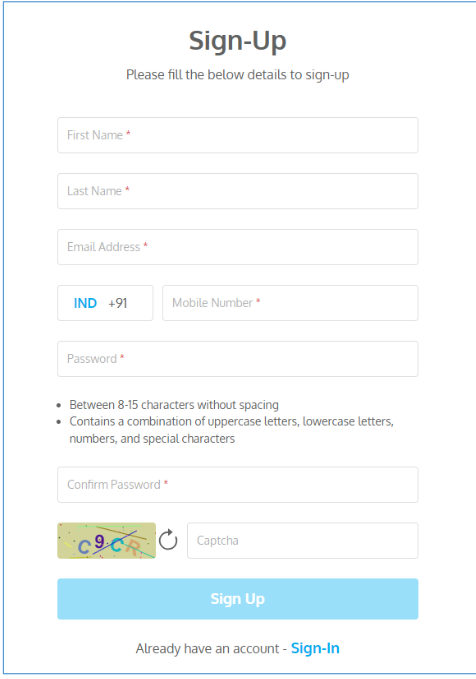 Sign-Up
Please fill the below details to sign-up
First Name *
Last Name *
Email Address *
IND +91 Mobile Number *
Password *
• Between 8-15 characters without spacing
• Contains a combination of uppercase letters, lowercase letters,
numbers, and special characters
Confirm Password *
C9CR Captcha
Sign Up
Already have an account - Sign-In